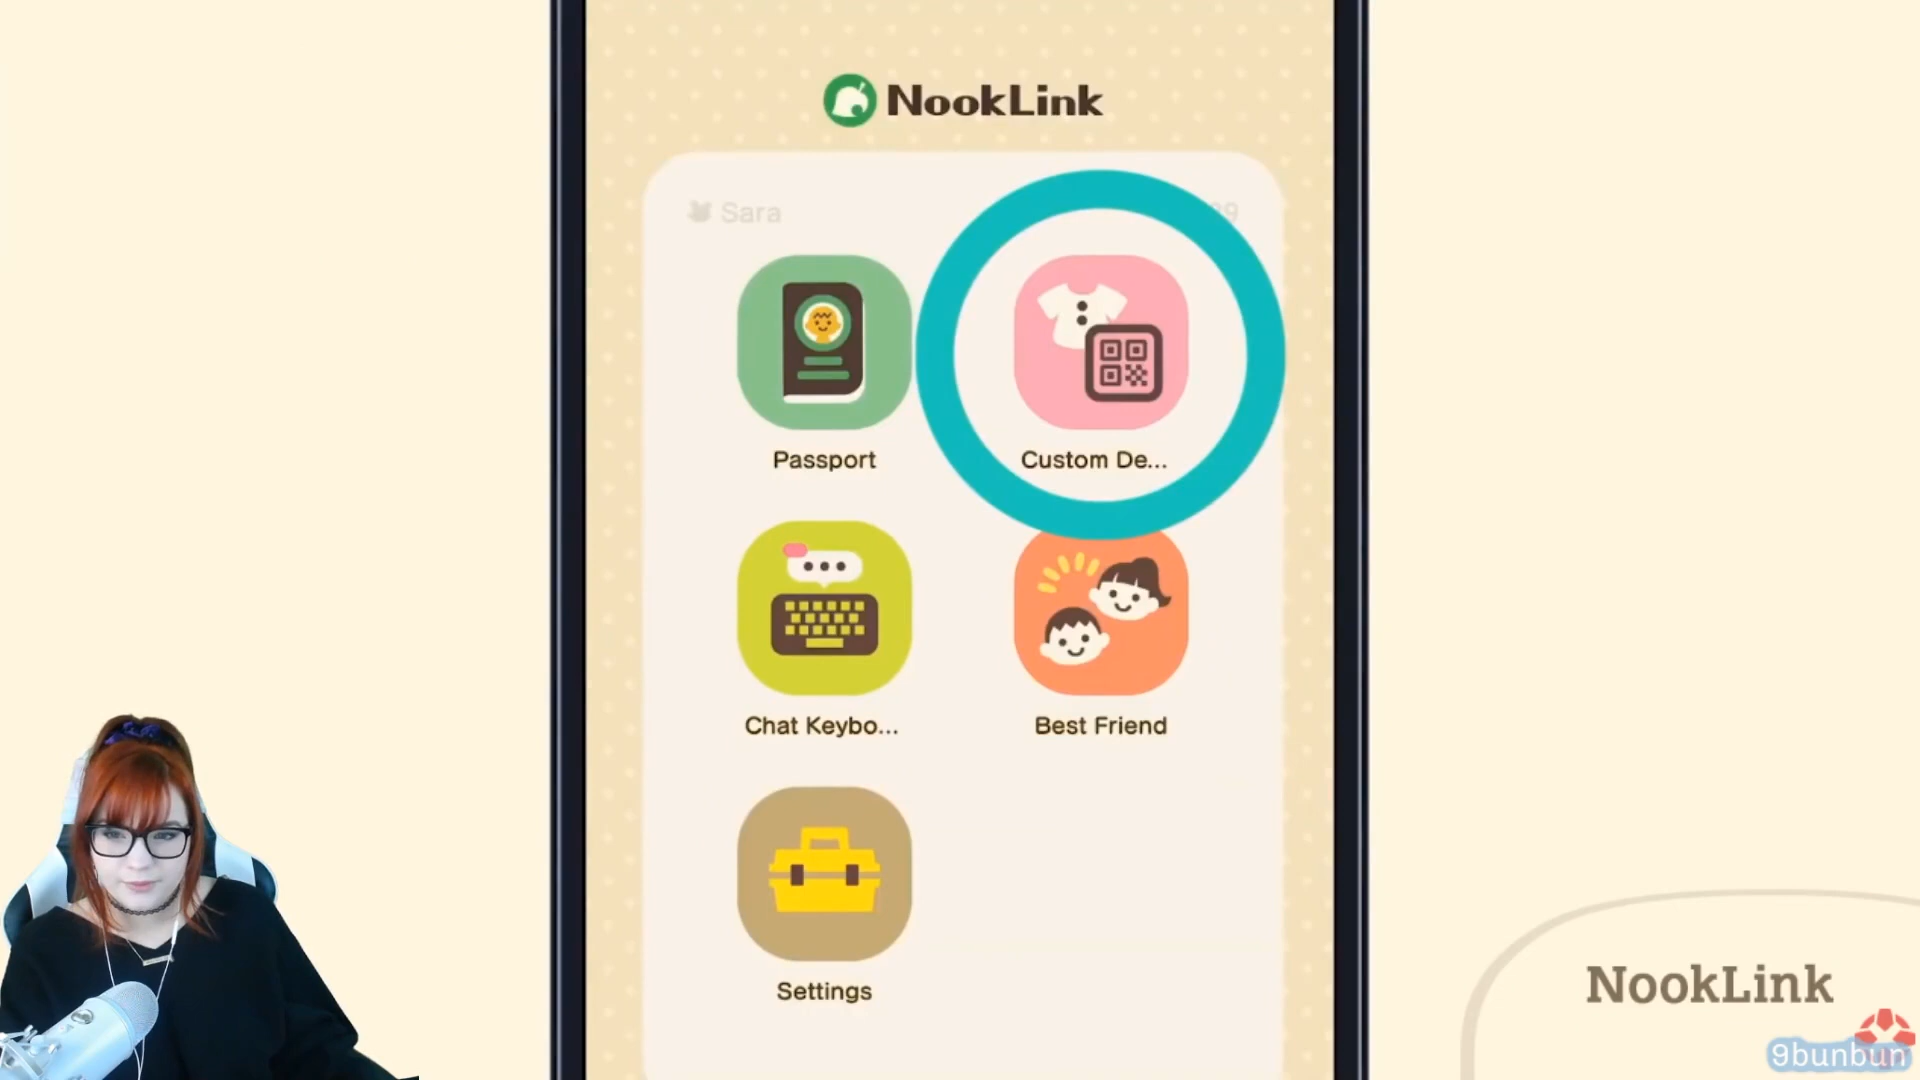 NookLink
Sara
Passport
Custom De...
Chat Keybo...
Best Friend
Settings
NookLink
9bunbun